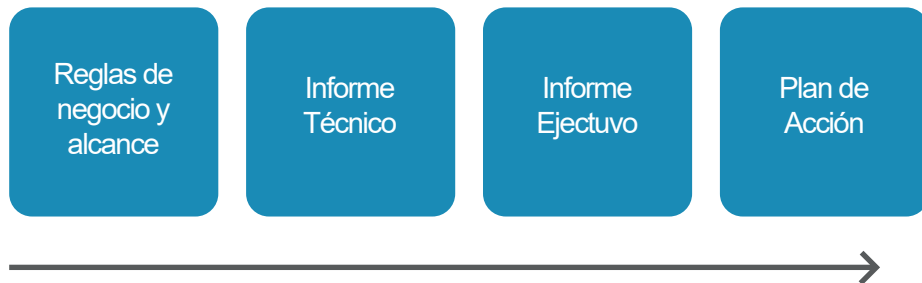 Reglas de
negocio y
alcance
Informe
Técnico
Informe
Ejectuvo
Plan de
Acción